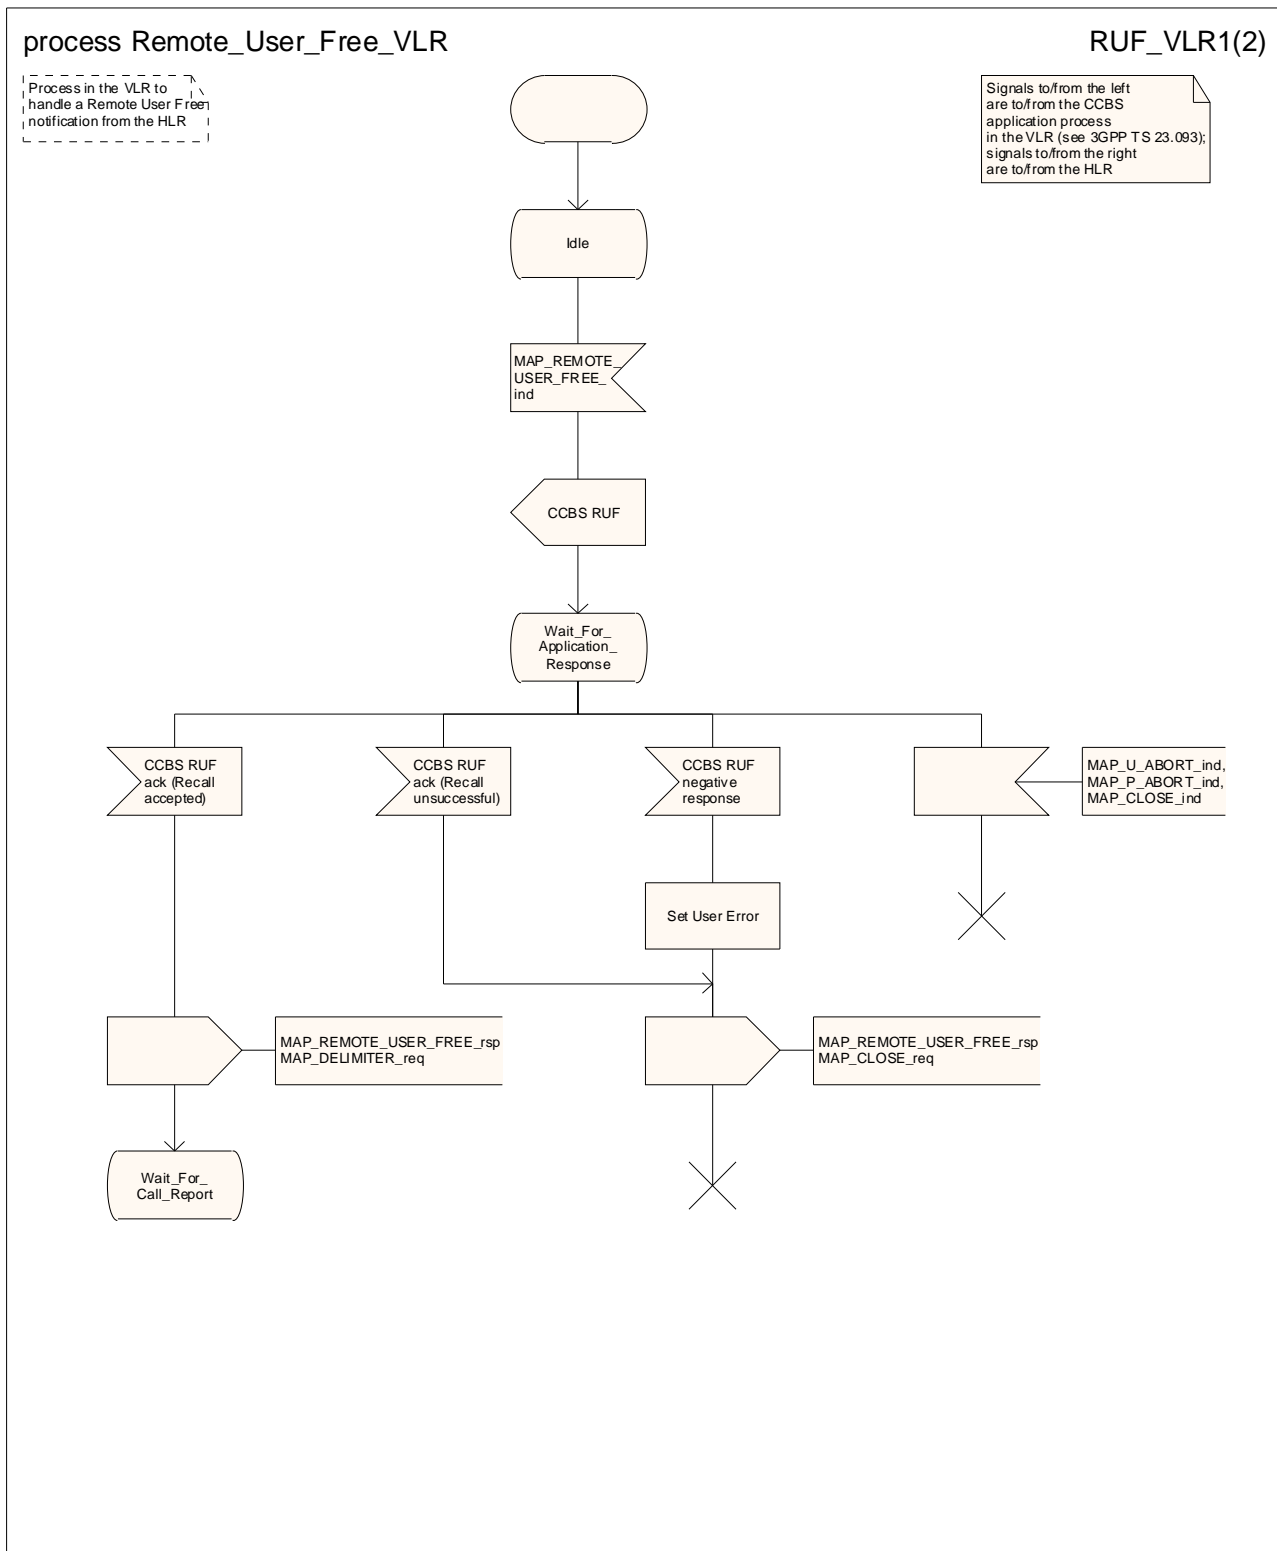 process Remote_User_Free_VLR
RUF_VLR1(2)
Process in the VLR to
handle a Remote User Free
notification from the HLR
Signals to/from the left
are to/from the CCBS
application process
in the VLR (see 3GPP TS 23.093);
signals to/from the right
are to/from the HLR
Idle
MAP_REMOTE_
USER_FREE_
ind
CCBS RUF
Wait_For_
Application_
Response
CCBS RUF
ack (Recall
accepted)
CCBS RUF
ack (Recall
unsuccessful)
CCBS RUF
negative
response
MAP_U_ABORT_ind,
MAP_P_ABORT_ind,
MAP_CLOSE_ind
Set User Error
MAP_REMOTE_USER_FREE_rsp
MAP_DELIMITER_req
MAP_REMOTE_USER_FREE_rsp
MAP_CLOSE_req
Wait_For_
Call_Report